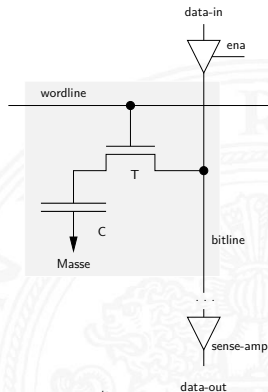 data-in
ena
wordline
T
C
bitline
Masse
. . .
sense-amp
data-out